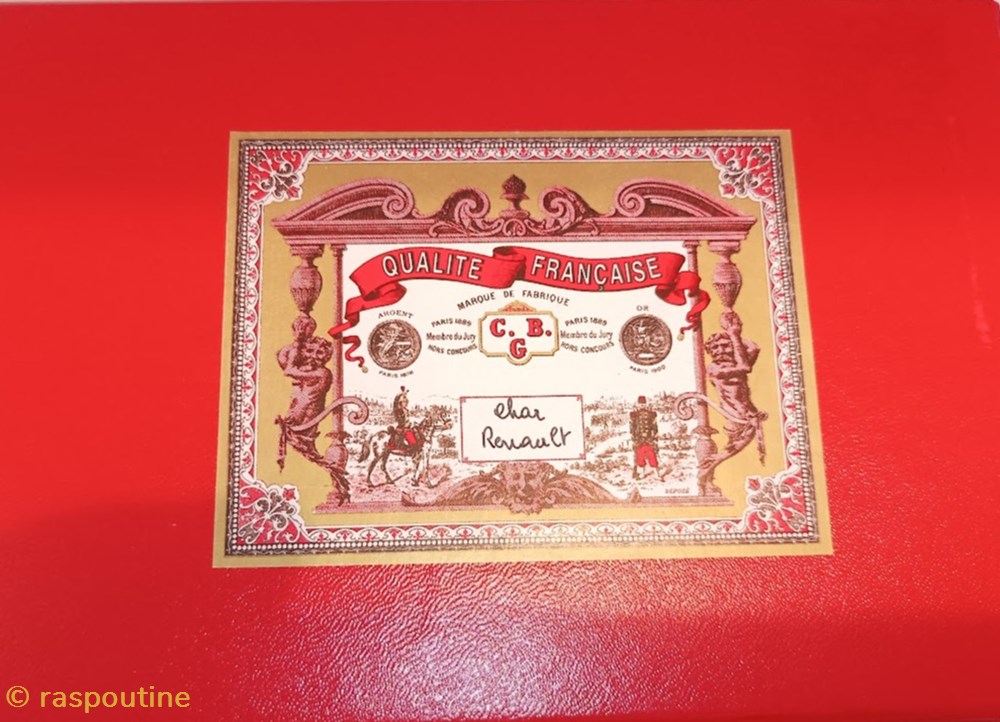 QUALITE FRANÇAISE
MARQUE DE FABRIQUE
ARGENT
PARIS 1889
Membre du Jury
HORS CONCOURS
C. B.
G
PARIS 1889
Membre du Jury
HORS CONCOURS
OR
PARIS 1900
char
Renault
DÉPOSÉ
© raspoutine